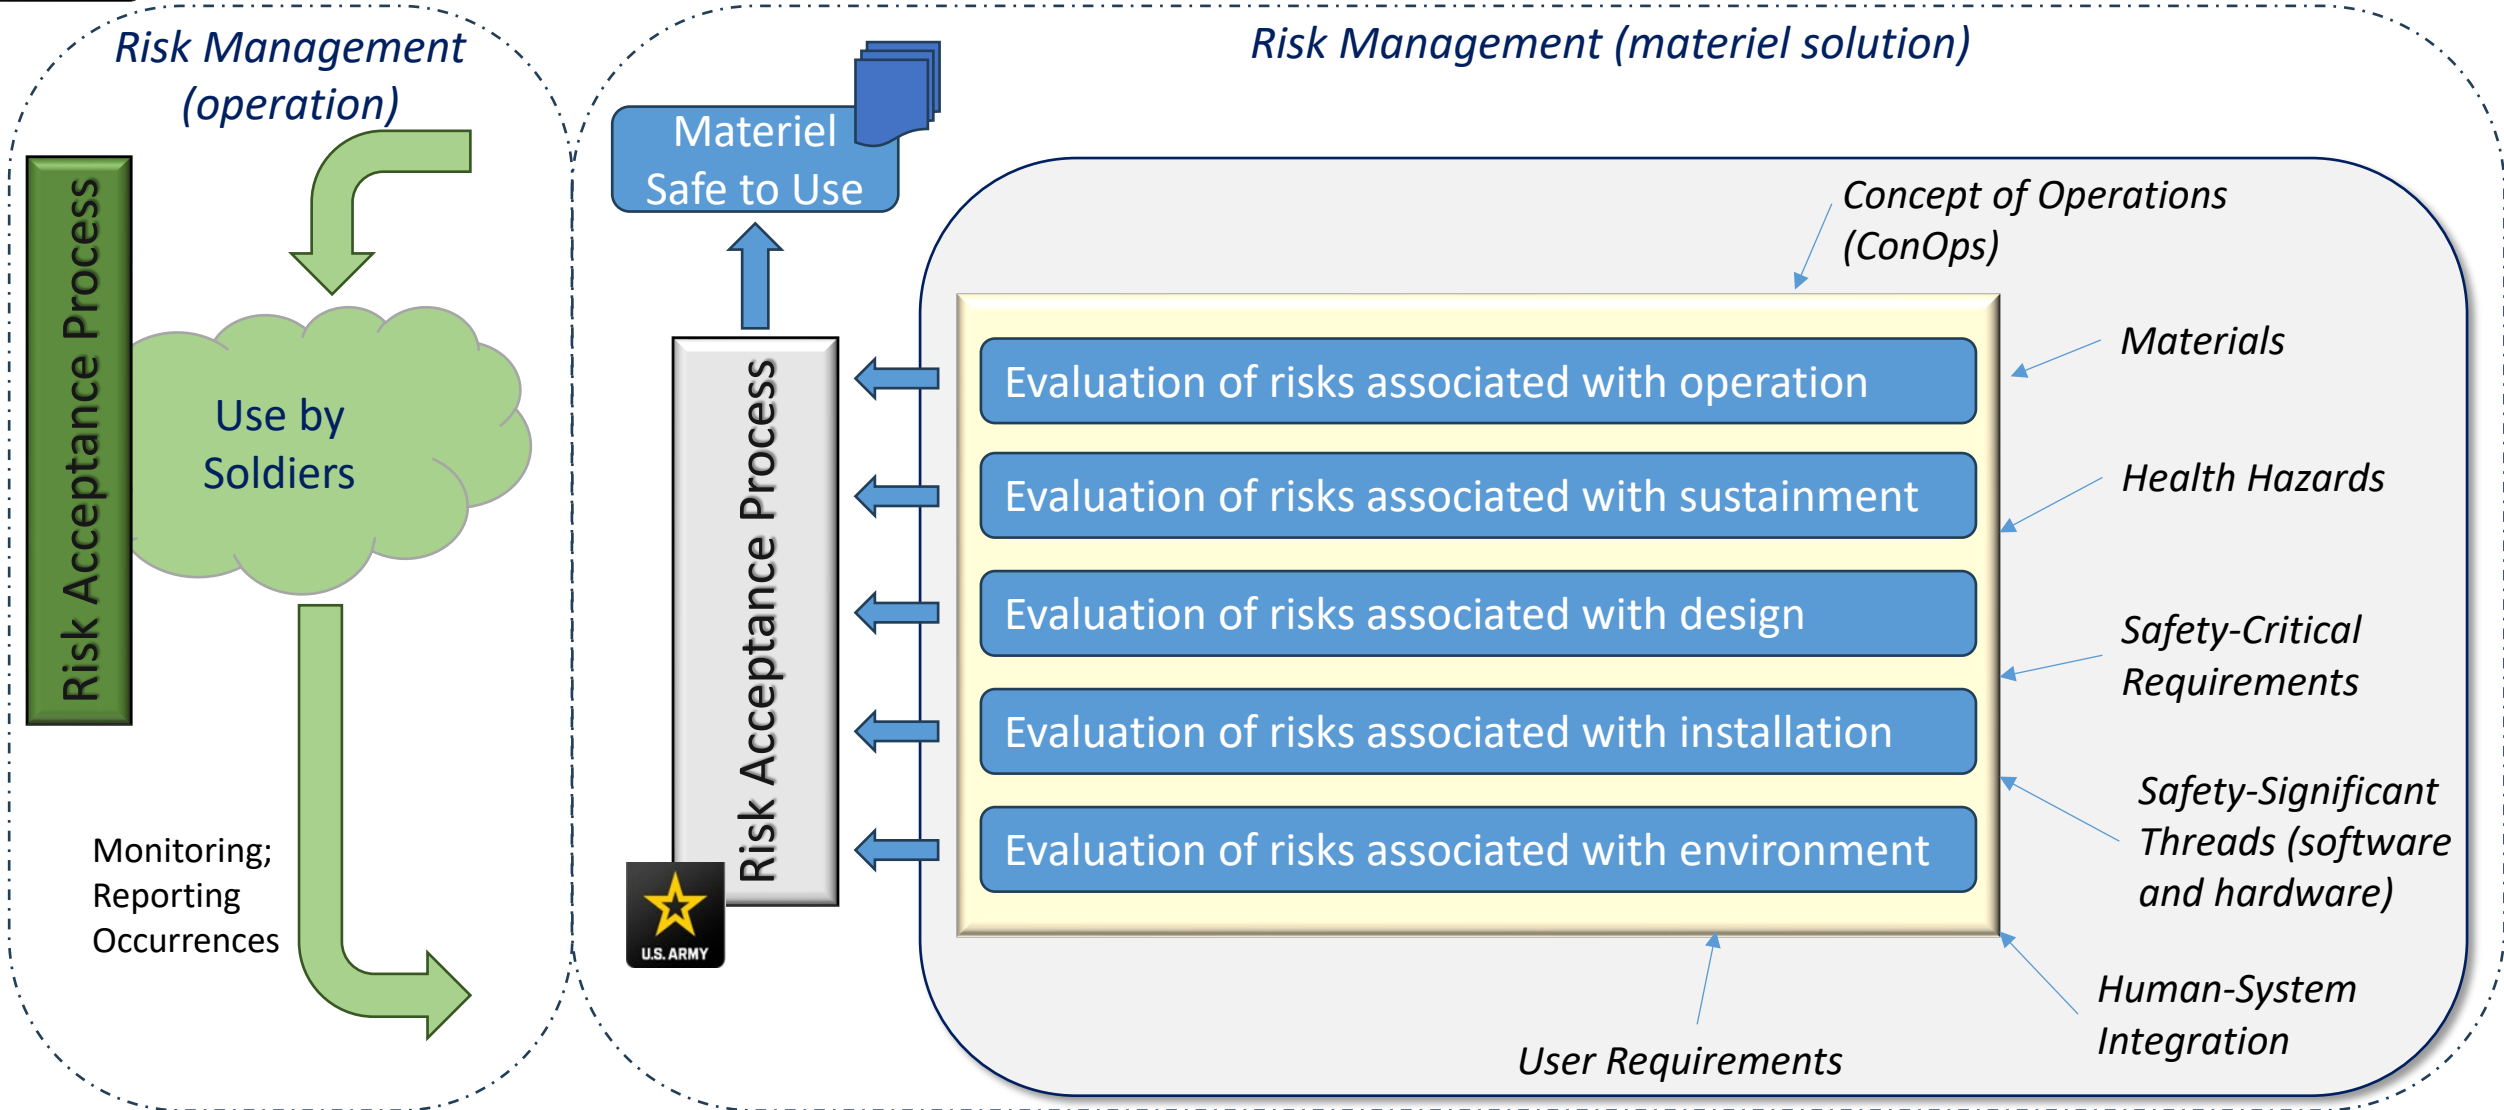 Risk Management
(operation)
Risk Acceptance Process
Use by
Soldiers
Monitoring;
Reporting
Occurrences
Risk Management (materiel solution)
Materiel
Safe to Use
Risk Acceptance Process
U.S. ARMY
Evaluation of risks associated with operation
Evaluation of risks associated with sustainment
Evaluation of risks associated with design
Evaluation of risks associated with installation
Evaluation of risks associated with environment
Concept of Operations
(ConOps)
Materials
Health Hazards
Safety-Critical
Requirements
Safety-Significant
Threads (software
and hardware)
Human-System
Integration
User Requirements